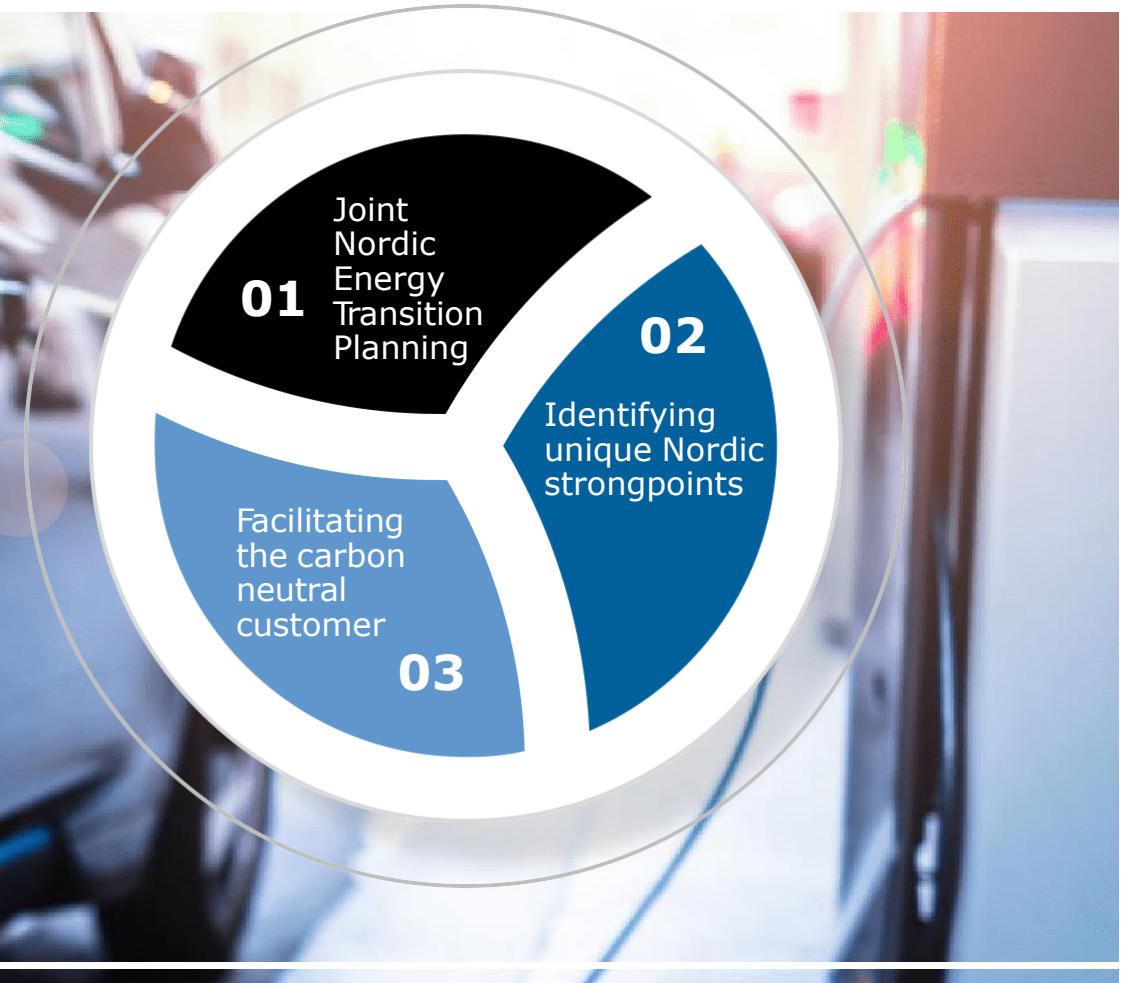 01
Joint
Nordic
Energy
Transition
Planning
02
Identifying
unique Nordic
strongpoints
Facilitating
the carbon
neutral
customer
03